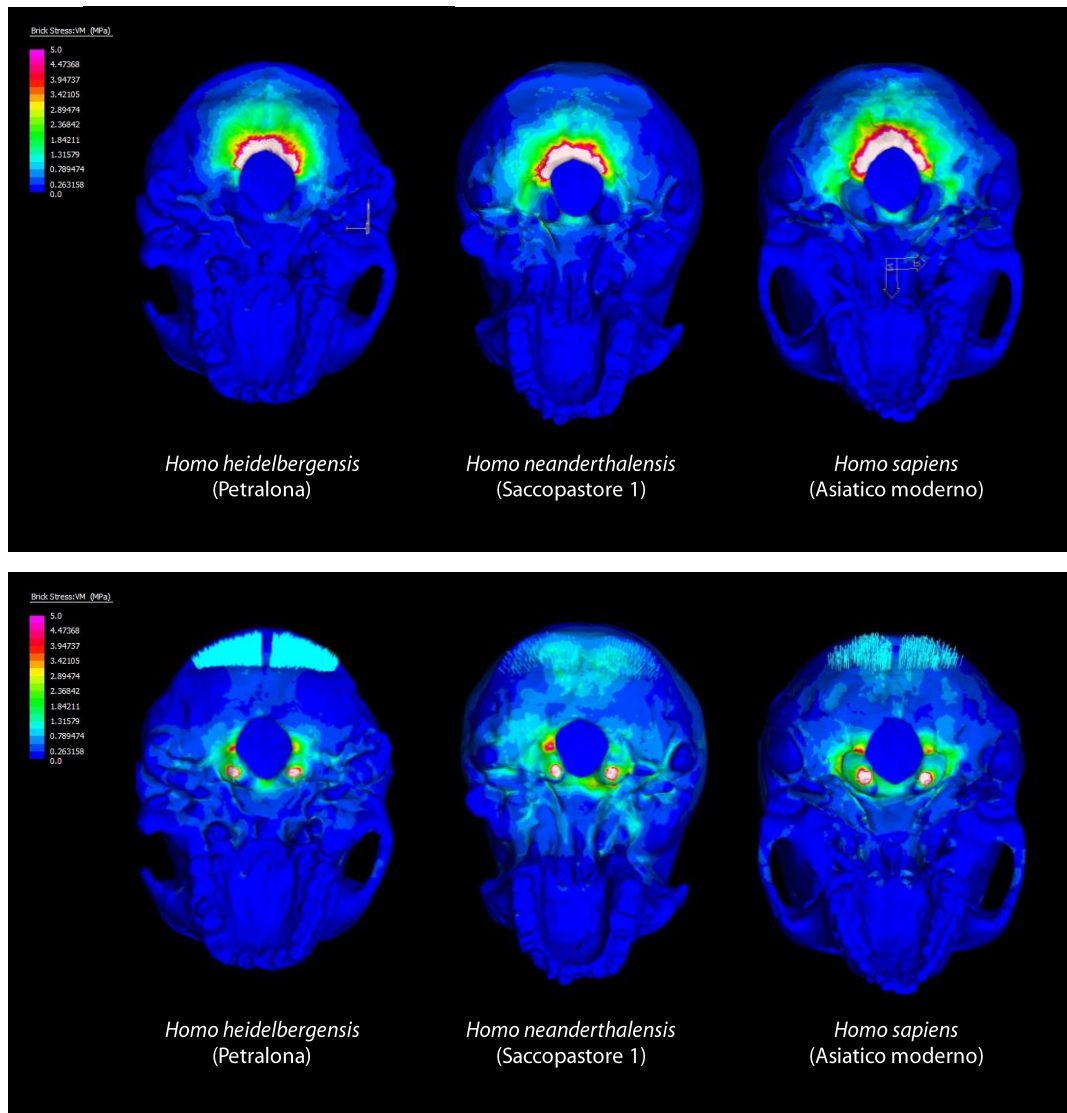 Brick Stress:VM (MPa)
5.0
4.47368
3.94737
3.42105
2.89474
2.36842
1.84211
1.31579
0.789474
0.263158
0.0
Homo heidelbergensis
(Petralona)
Homo neanderthalensis
(Saccopastore 1)
Homo sapiens
(Asiatico moderno)
Brick Stress:VM (MPa)
5.0
4.47368
3.94737
3.42105
2.89474
2.36842
1.84211
1.31579
0.789474
0.263158
0.0
Homo heidelbergensis
(Petralona)
Homo neanderthalensis
(Saccopastore 1)
Homo sapiens
(Asiatico moderno)